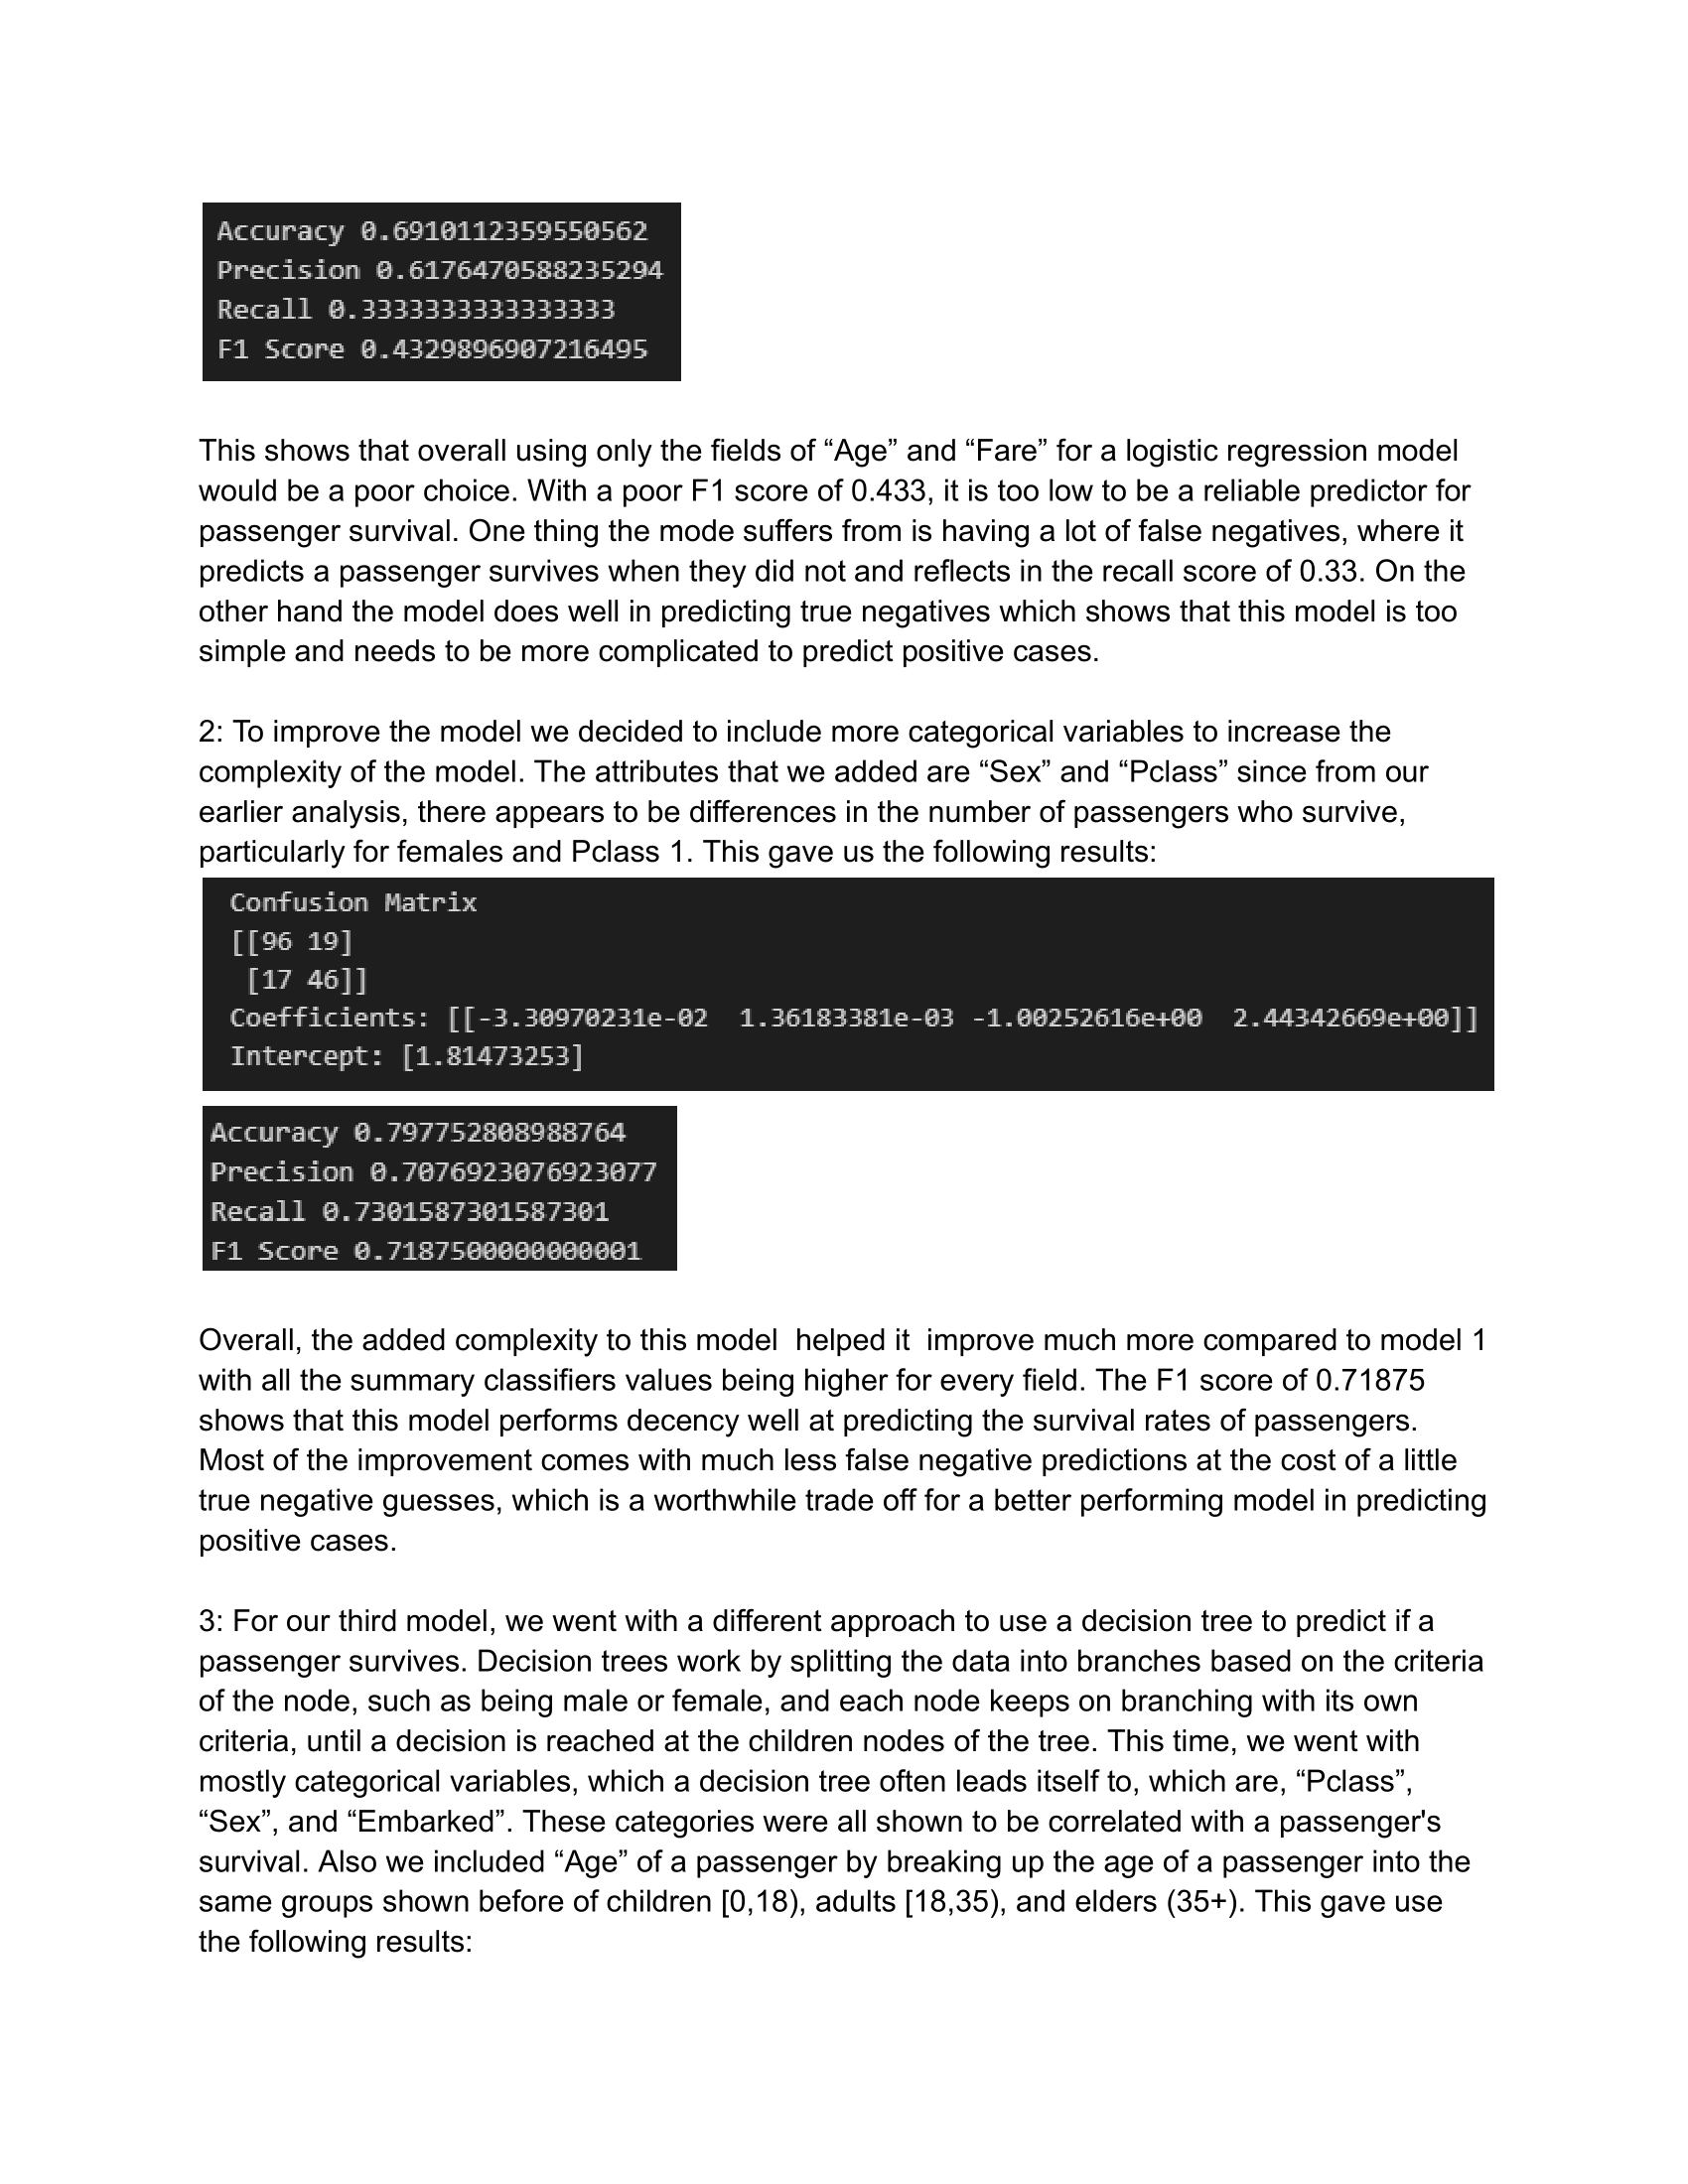 Accuracy 0.6910112359550562
Precision 0.6176470588235294
Recall 0.3333333333333333
F1 Score 0.4329896907216495
This shows that overall using only the fields of “Age” and “Fare” for a logistic regression model
would be a poor choice. With a poor F1 score of 0.433, it is too low to be a reliable predictor for
passenger survival. One thing the mode suffers from is having a lot of false negatives, where it
predicts a passenger survives when they did not and reflects in the recall score of 0.33. On the
other hand the model does well in predicting true negatives which shows that this model is too
simple and needs to be more complicated to predict positive cases.
2: To improve the model we decided to include more categorical variables to increase the
complexity of the model. The attributes that we added are “Sex” and “Pclass” since from our
earlier analysis, there appears to be differences in the number of passengers who survive,
particularly for females and Pclass 1. This gave us the following results:
Confusion Matrix
[[96 19]
[17 46]]
Coefficients: [[-3.30970231e-02  1.36183381e-03 -1.00252616e+00  2.44342669e+00]]
Intercept: [1.81473253]
Accuracy 0.797752808988764
Precision 0.7076923076923077
Recall 0.7301587301587301
F1 Score 0.7187500000000001
Overall, the added complexity to this model  helped it  improve much more compared to model 1
with all the summary classifiers values being higher for every field. The F1 score of 0.71875
shows that this model performs decency well at predicting the survival rates of passengers.
Most of the improvement comes with much less false negative predictions at the cost of a little
true negative guesses, which is a worthwhile trade off for a better performing model in predicting
positive cases.
3: For our third model, we went with a different approach to use a decision tree to predict if a
passenger survives. Decision trees work by splitting the data into branches based on the criteria
of the node, such as being male or female, and each node keeps on branching with its own
criteria, until a decision is reached at the children nodes of the tree. This time, we went with
mostly categorical variables, which a decision tree often leads itself to, which are, “Pclass”,
“Sex”, and “Embarked”. These categories were all shown to be correlated with a passenger's
survival. Also we included “Age” of a passenger by breaking up the age of a passenger into the
same groups shown before of children [0,18), adults [18,35), and elders (35+). This gave use
the following results: